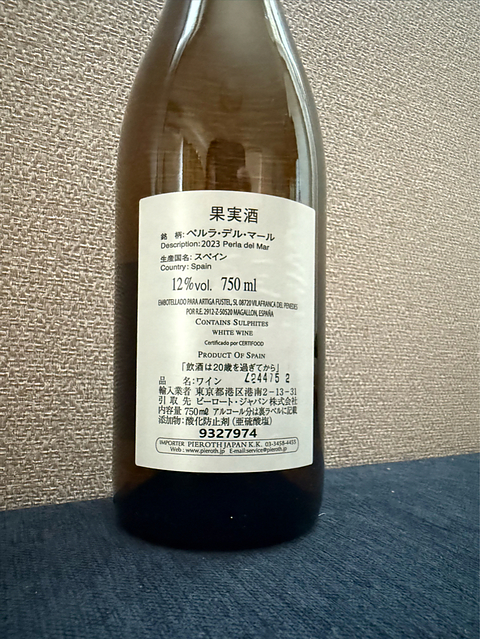 果実酒
銘 柄: ペルラ・デル・マール
Description: 2023 Perla del Mar
生産国名: スペイン
Country: Spain
12%vol. 750 ml
EMBOTELLADO PARA ARTIGA FUSTEL, SL 08720 VILAFRANCA DEL PENEDES
POR R.E. 2912-Z-50520 MAGALLON, ESPAÑA
CONTAINS SULPHITES
WHITE WINE
Certificado por CERTIFOOD
PRODUCT OF SPAIN
「飲酒は20歳を過ぎてから」
品 名: ワイン L24475 2
輸入業者 東京都港区港南2-13-31
引 取 先 ピーロート・ジャパン株式会社
内容量 750mℓ アルコール分は裏ラベルに記載
添加物: 酸化防止剤 (亜硫酸塩)
9327974
IMPORTER PIEROTH JAPAN K.K. 03-3458-4455
Web : www.pieroth.jp E-mail:service@pieroth.jp